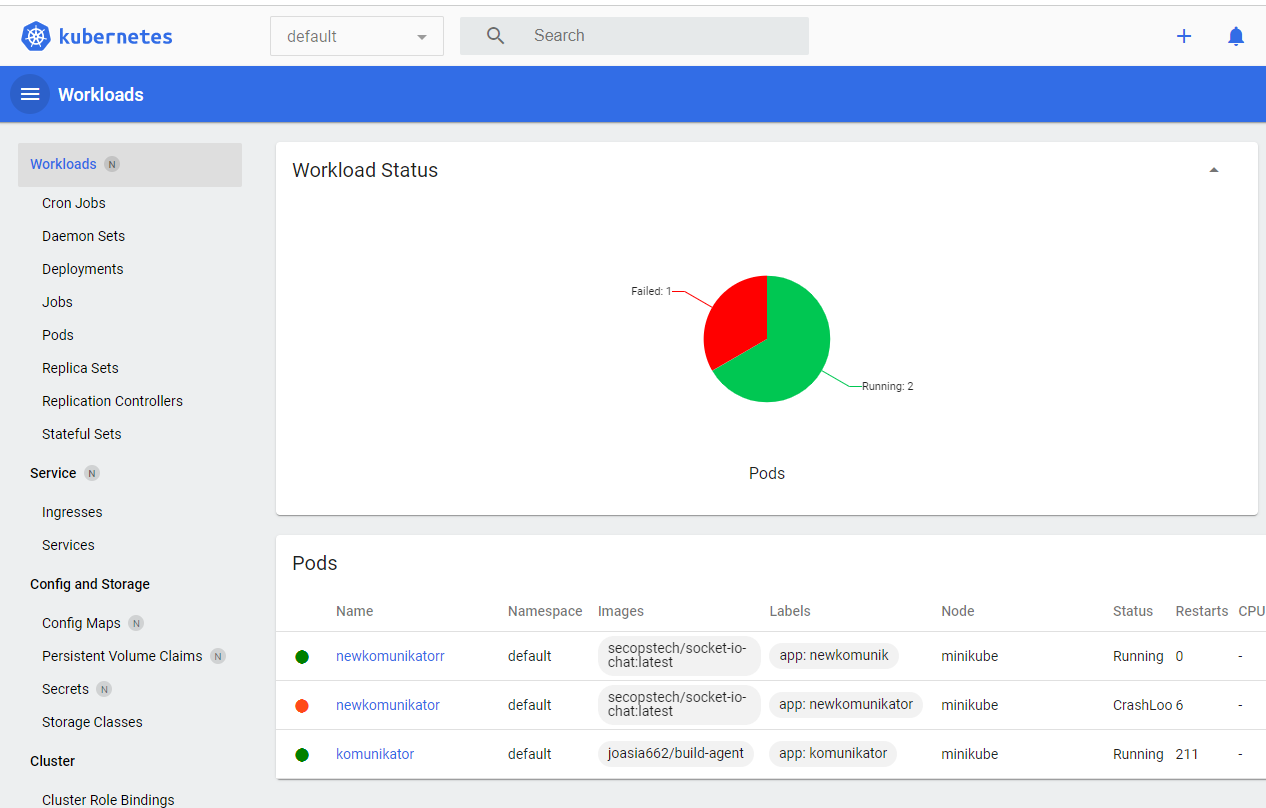 kubernetes
default
Search
Workloads
Workloads N
Cron Jobs
Daemon Sets
Deployments
Jobs
Pods
Replica Sets
Replication Controllers
Stateful Sets
Service N
Ingresses
Services
Config and Storage
Config Maps N
Persistent Volume Claims N
Secrets N
Storage Classes
Cluster
Cluster Role Bindings
Workload Status
Failed: 1
Running: 2
Pods
Pods
Name Namespace Images Labels Node Status Restarts CPU
newkomunikatorr default secopstech/socket-io-
chat:latest app: newkomunik minikube Running 0 -
newkomunikator default secopstech/socket-io-
chat:latest app: newkomunikator minikube CrashLoo 6 -
komunikator default joasia662/build-agent app: komunikator minikube Running 211 -